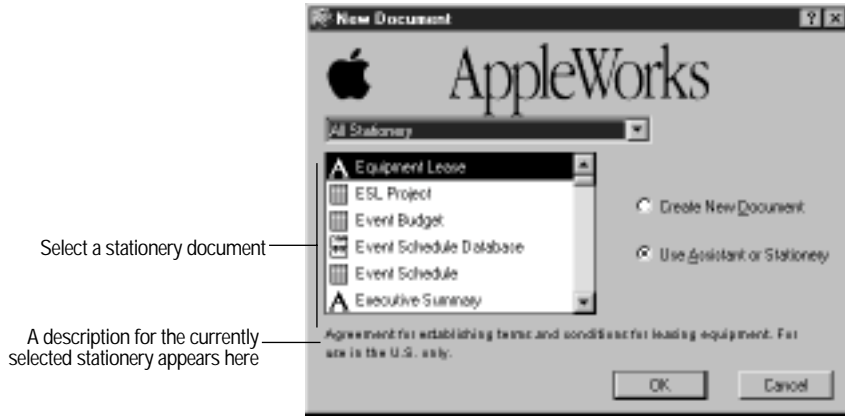 New Document
AppleWorks
All Stationery
Equipment Lease
ESL Project
Event Budget
Event Schedule Database
Event Schedule
Executive Summary
Create New Document
Use Assistant or Stationery
Select a stationery document
A description for the currently
selected stationery appears here
Agreement for establishing terms and conditions for leasing equipment. For
use in the U.S. only.
OK
Cancel